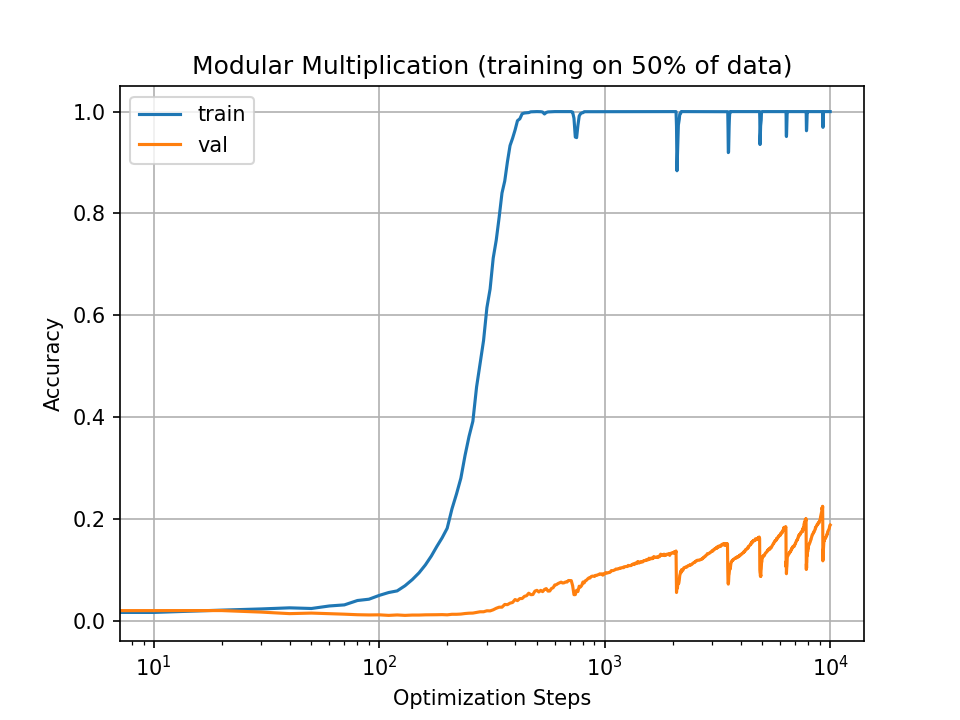 Modular Multiplication (training on 50% of data)
train
val
1.0
0.8
0.6
0.4
0.2
0.0
Accuracy
10¹
10²
10³
10⁴
Optimization Steps